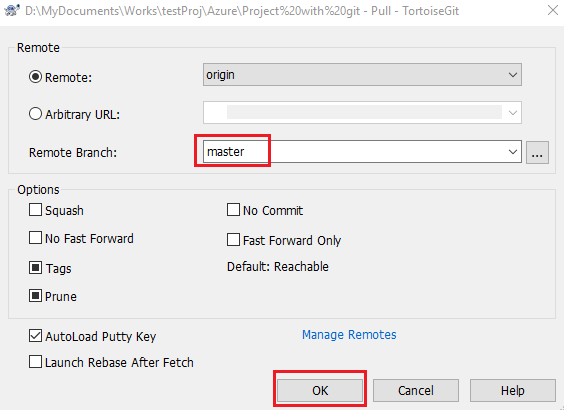 D:\MyDocuments\Works\testProj\Azure\Project%20with%20git - Pull - TortoiseGit
Remote
Remote:
origin
Arbitrary URL:
Remote Branch:
master
...
Options
Squash
No Commit
No Fast Forward
Fast Forward Only
Tags
Default: Reachable
Prune
AutoLoad Putty Key
Manage Remotes
Launch Rebase After Fetch
OK
Cancel
Help